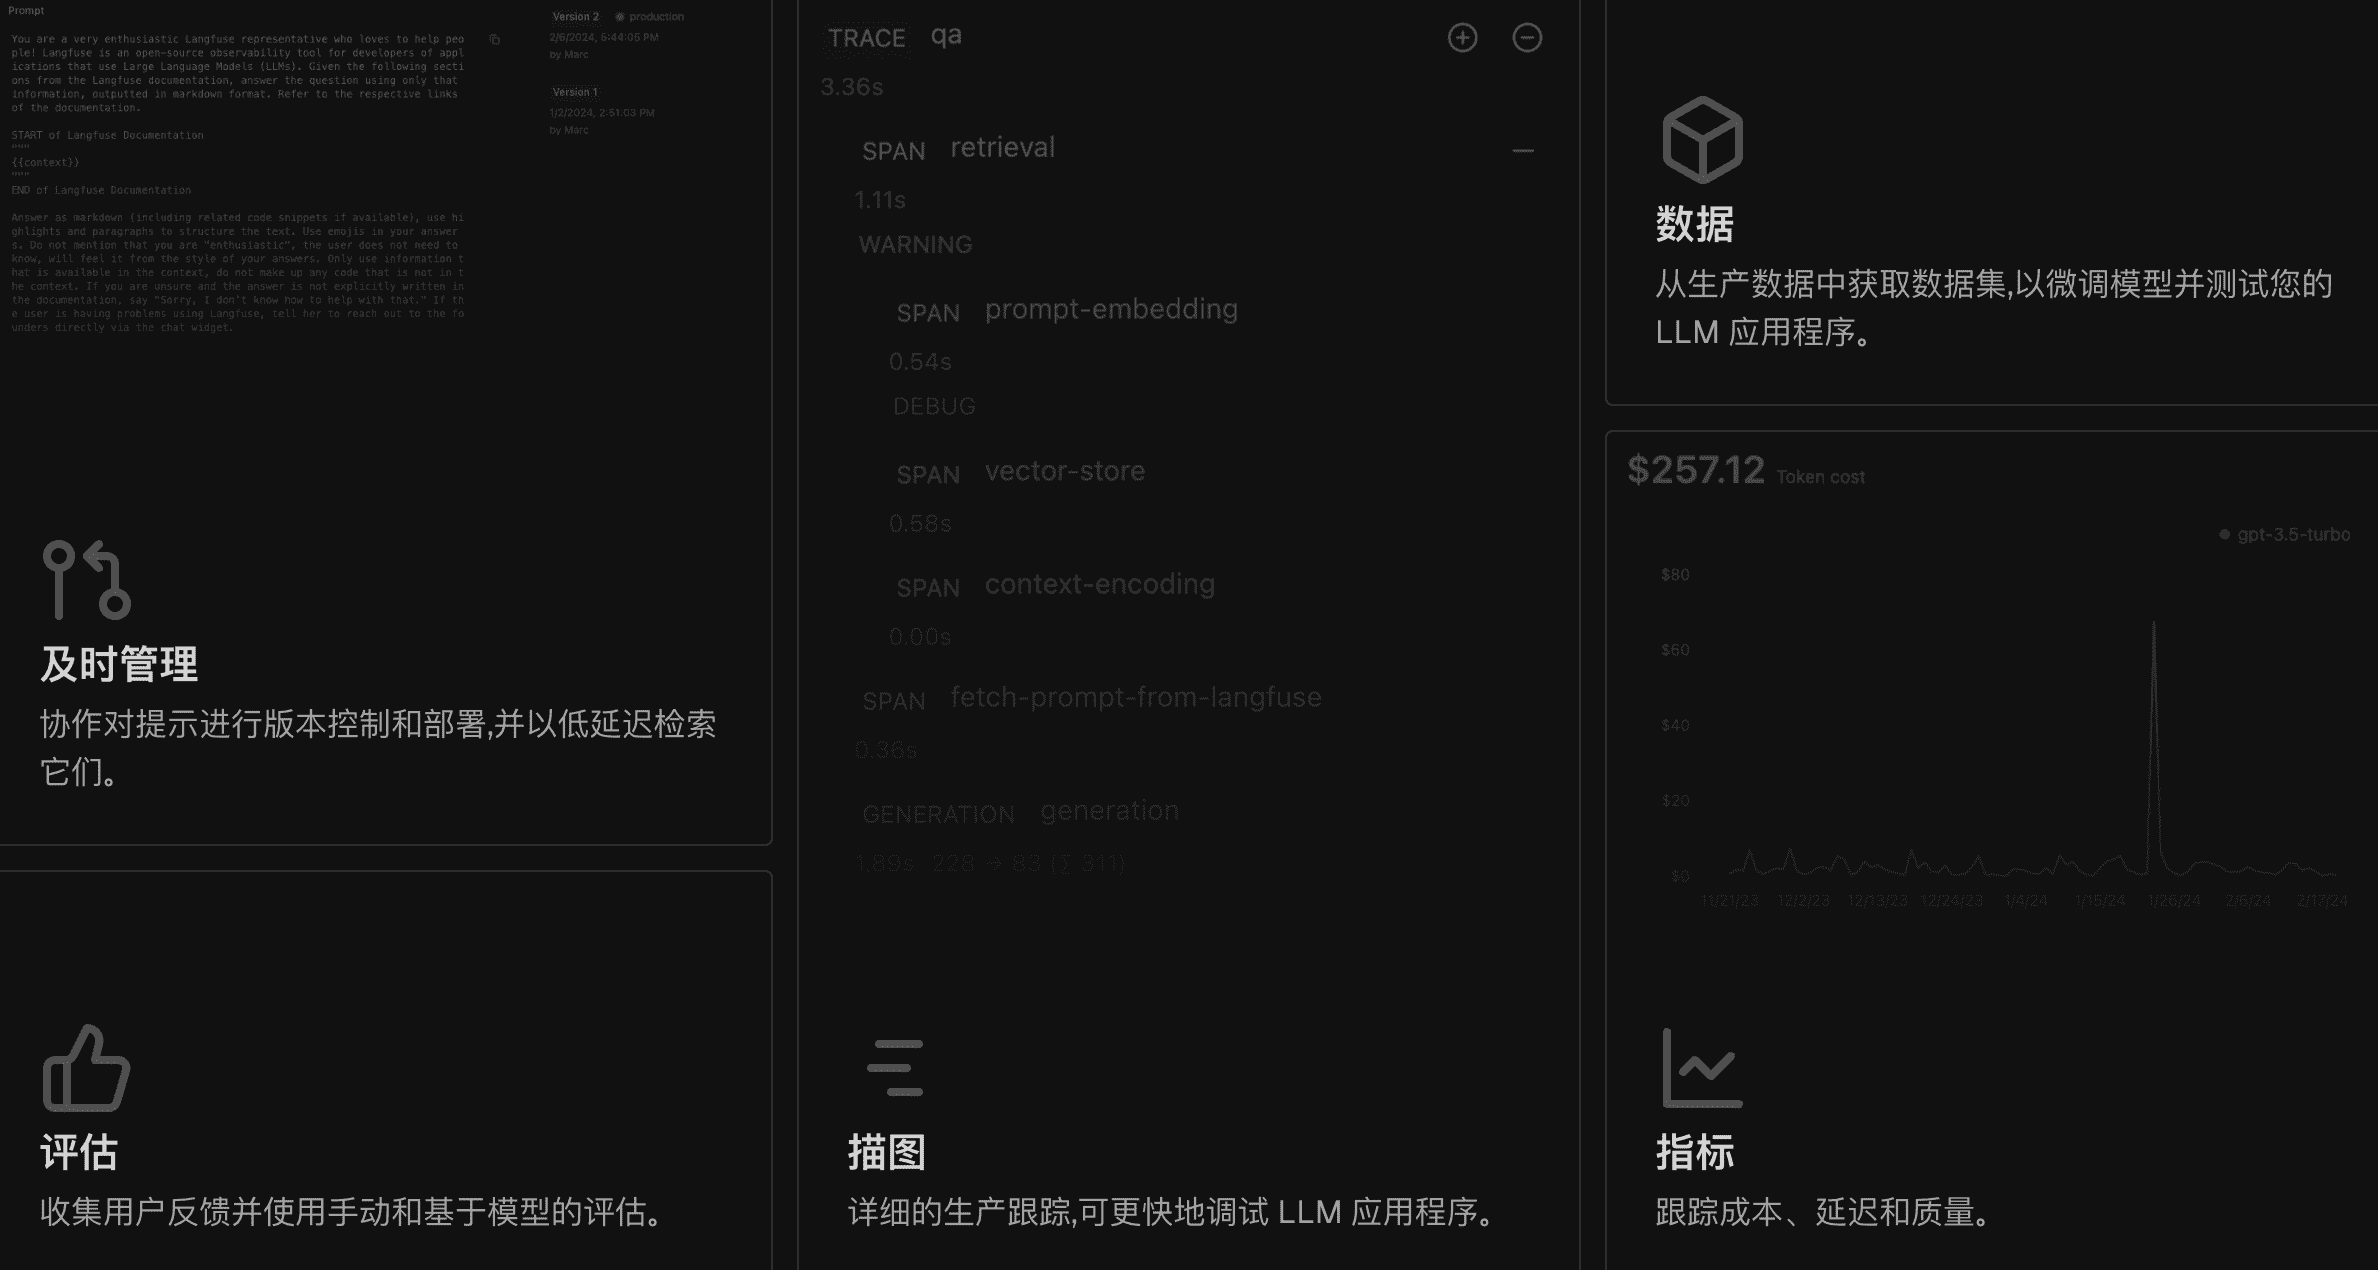 Prompt
You are a very enthusiastic Langfuse representative who loves to help peo
ple! Langfuse is an open-source observability tool for developers of appl
ications that use Large Language Models (LLMs). Given the following secti
ons from the Langfuse documentation, answer the question using only that
information, outputted in markdown format. Refer to the respective links
of the documentation.
START of Langfuse Documentation
"""
{{context}}
"""
END of Langfuse Documentation
Answer as markdown (including related code snippets if available), use hi
ghlights and paragraphs to structure the text. Use emojis in your answer
s. Do not mention that you are "enthusiastic", the user does not need to
know, will feel it from the style of your answers. Only use information t
hat is available in the context, do not make up any code that is not in t
he context. If you are unsure and the answer is not explicitly written in
the documentation, say "Sorry, I don't know how to help with that." If th
e user is having problems using Langfuse, tell her to reach out to the fo
unders directly via the chat widget.
Version 2 production
2/6/2024, 5:44:05 PM
by Marc
Version 1
1/2/2024, 2:51:03 PM
by Marc
及时管理
协作对提示进行版本控制和部署,并以低延迟检索
它们。
评估
收集用户反馈并使用手动和基于模型的评估。
TRACE qa
3.36s
SPAN retrieval
1.11s
WARNING
SPAN prompt-embedding
0.54s
DEBUG
SPAN vector-store
0.58s
SPAN context-encoding
0.00s
SPAN fetch-prompt-from-langfuse
0.36s
GENERATION generation
1.89s 228 → 83 (∑ 311)
描图
详细的生产跟踪,可更快地调试 LLM 应用程序。
数据
从生产数据中获取数据集,以微调模型并测试您的
LLM 应用程序。
$257.12 Token cost
gpt-3.5-turbo
$80
$60
$40
$20
$0
11/21/23 12/2/23 12/13/23 12/24/23 1/4/24 1/15/24 1/26/24 2/6/24 2/17/24
指标
跟踪成本、延迟和质量。